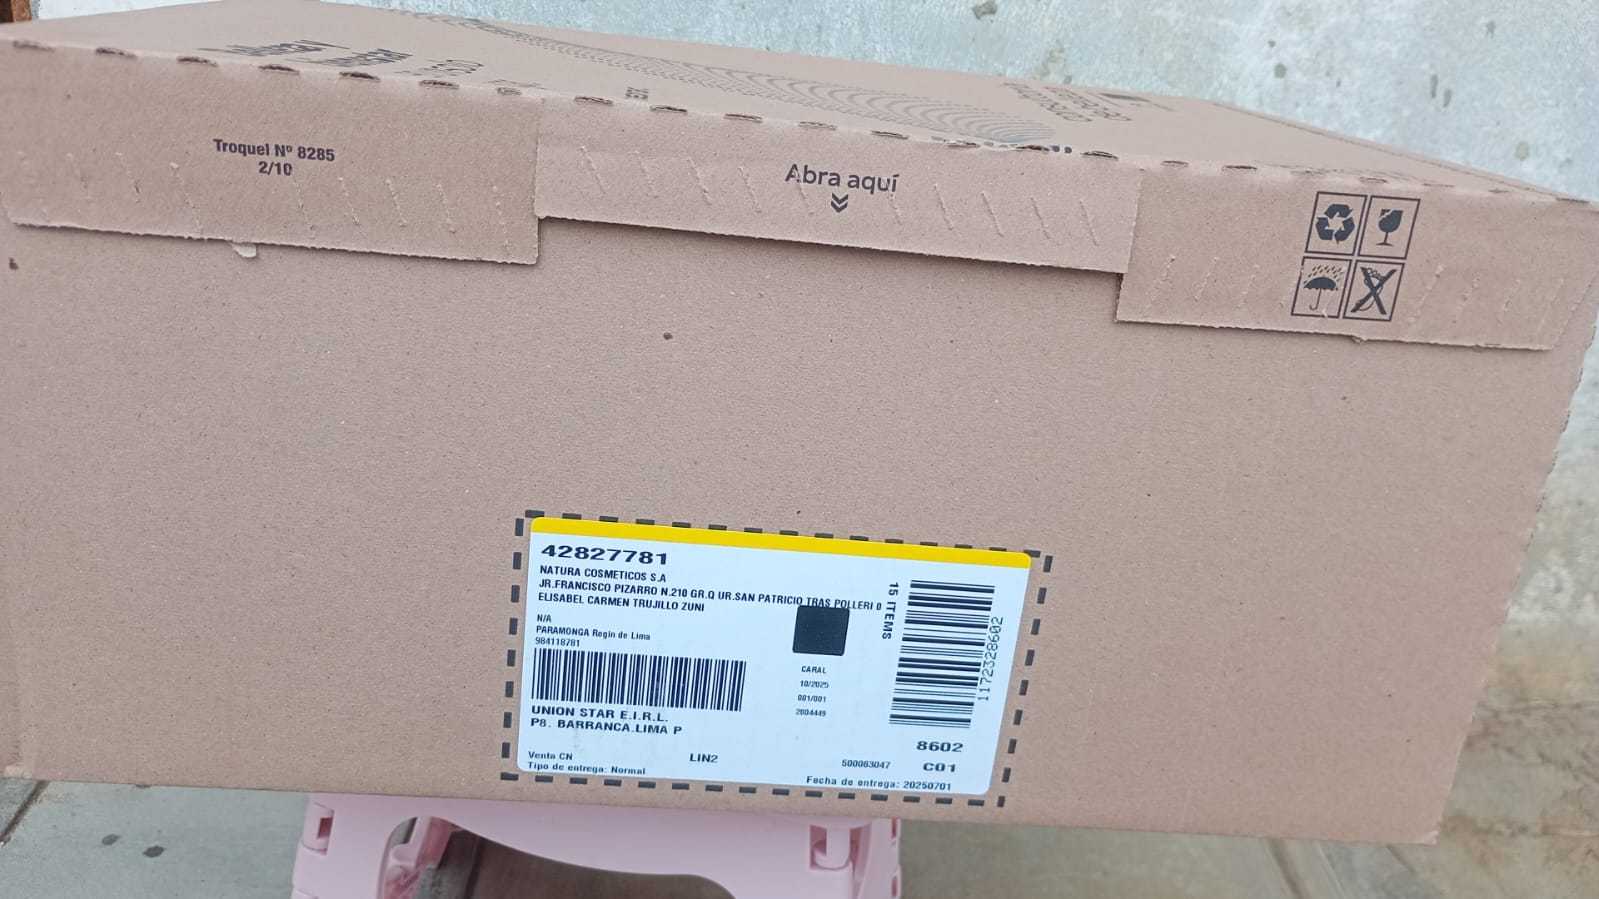 Troquel Nº 8285
2/10
Abra aquí
42827781
NATURA COSMETICOS S.A
JR.FRANCISCO PIZARRO N.210 GR.Q UR.SAN PATRICIO TRAS POLLERI 0
ELISABEL CARMEN TRUJILLO ZUNI
N/A
PARAMONGA Regin de Lima
984118781
UNION STAR E.I.R.L.
P8. BARRANCA.LIMA P
Venta CN
Tipo de entrega: Normal
LIN2
CARAL
10/2025
001/001
2004449
15 ITEMS
1172328602
8602
500063047
C01
Fecha de entrega: 20250701